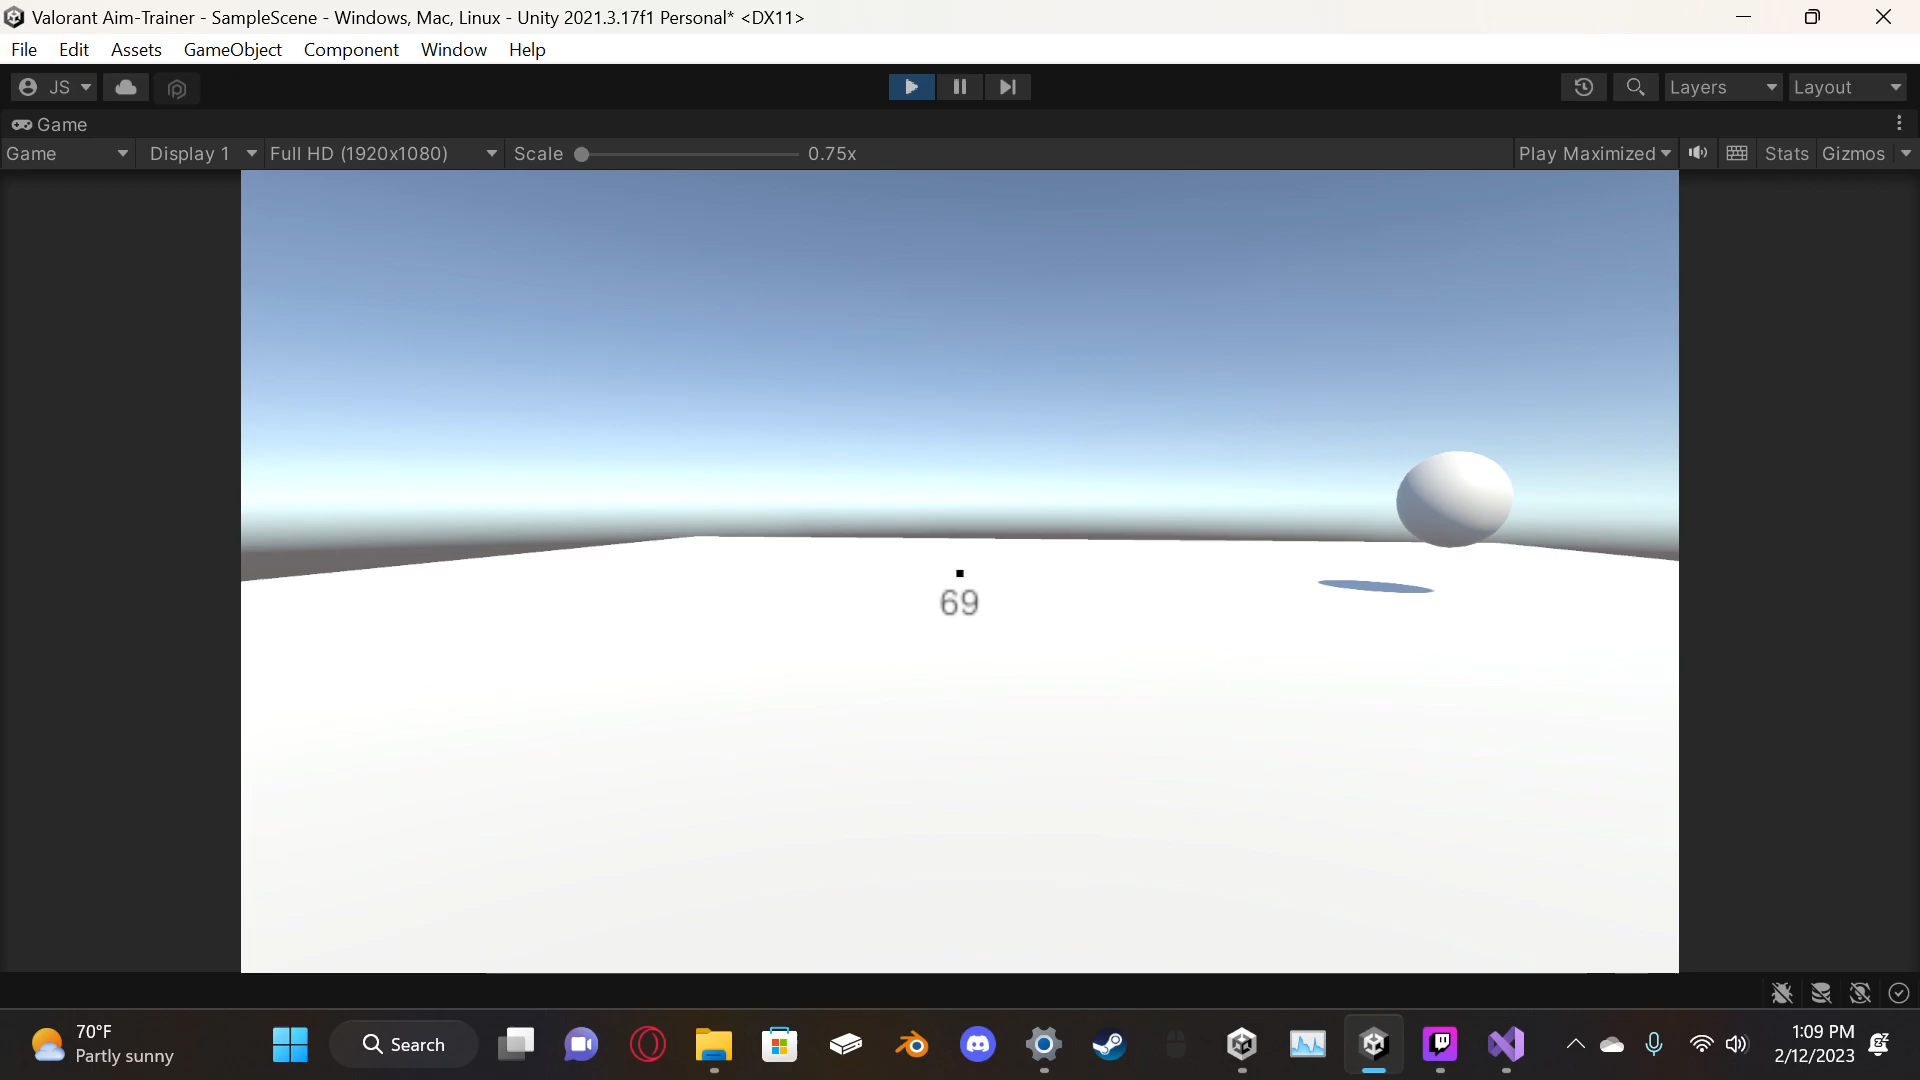 Valorant Aim-Trainer - SampleScene - Windows, Mac, Linux - Unity 2021.3.17f1 Personal* <DX11>
File Edit Assets GameObject Component Window Help
JS Layers Layout
Game
Game Display 1 Full HD (1920x1080) Scale 0.75x Play Maximized Stats Gizmos
69
70°F
Partly sunny
Search
1:09 PM
2/12/2023